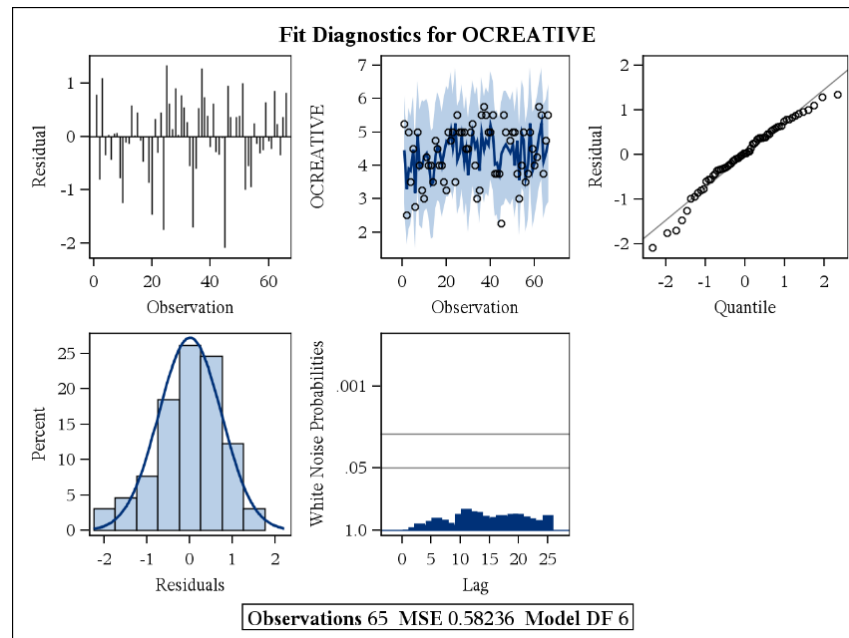 Fit Diagnostics for OCREATIVE
Residual
1
0
-1
-2
0 20 40 60
Observation
OCREATIVE
7
6
5
4
3
2
0 20 40 60
Observation
Residual
2
1
0
-1
-2
-2 -1 0 1 2
Quantile
Percent
25
20
15
10
5
0
-2 -1 0 1 2
Residuals
White Noise Probabilities
.001
.05
1.0
0 5 10 15 20 25
Lag
Observations 65 MSE 0.58236 Model DF 6